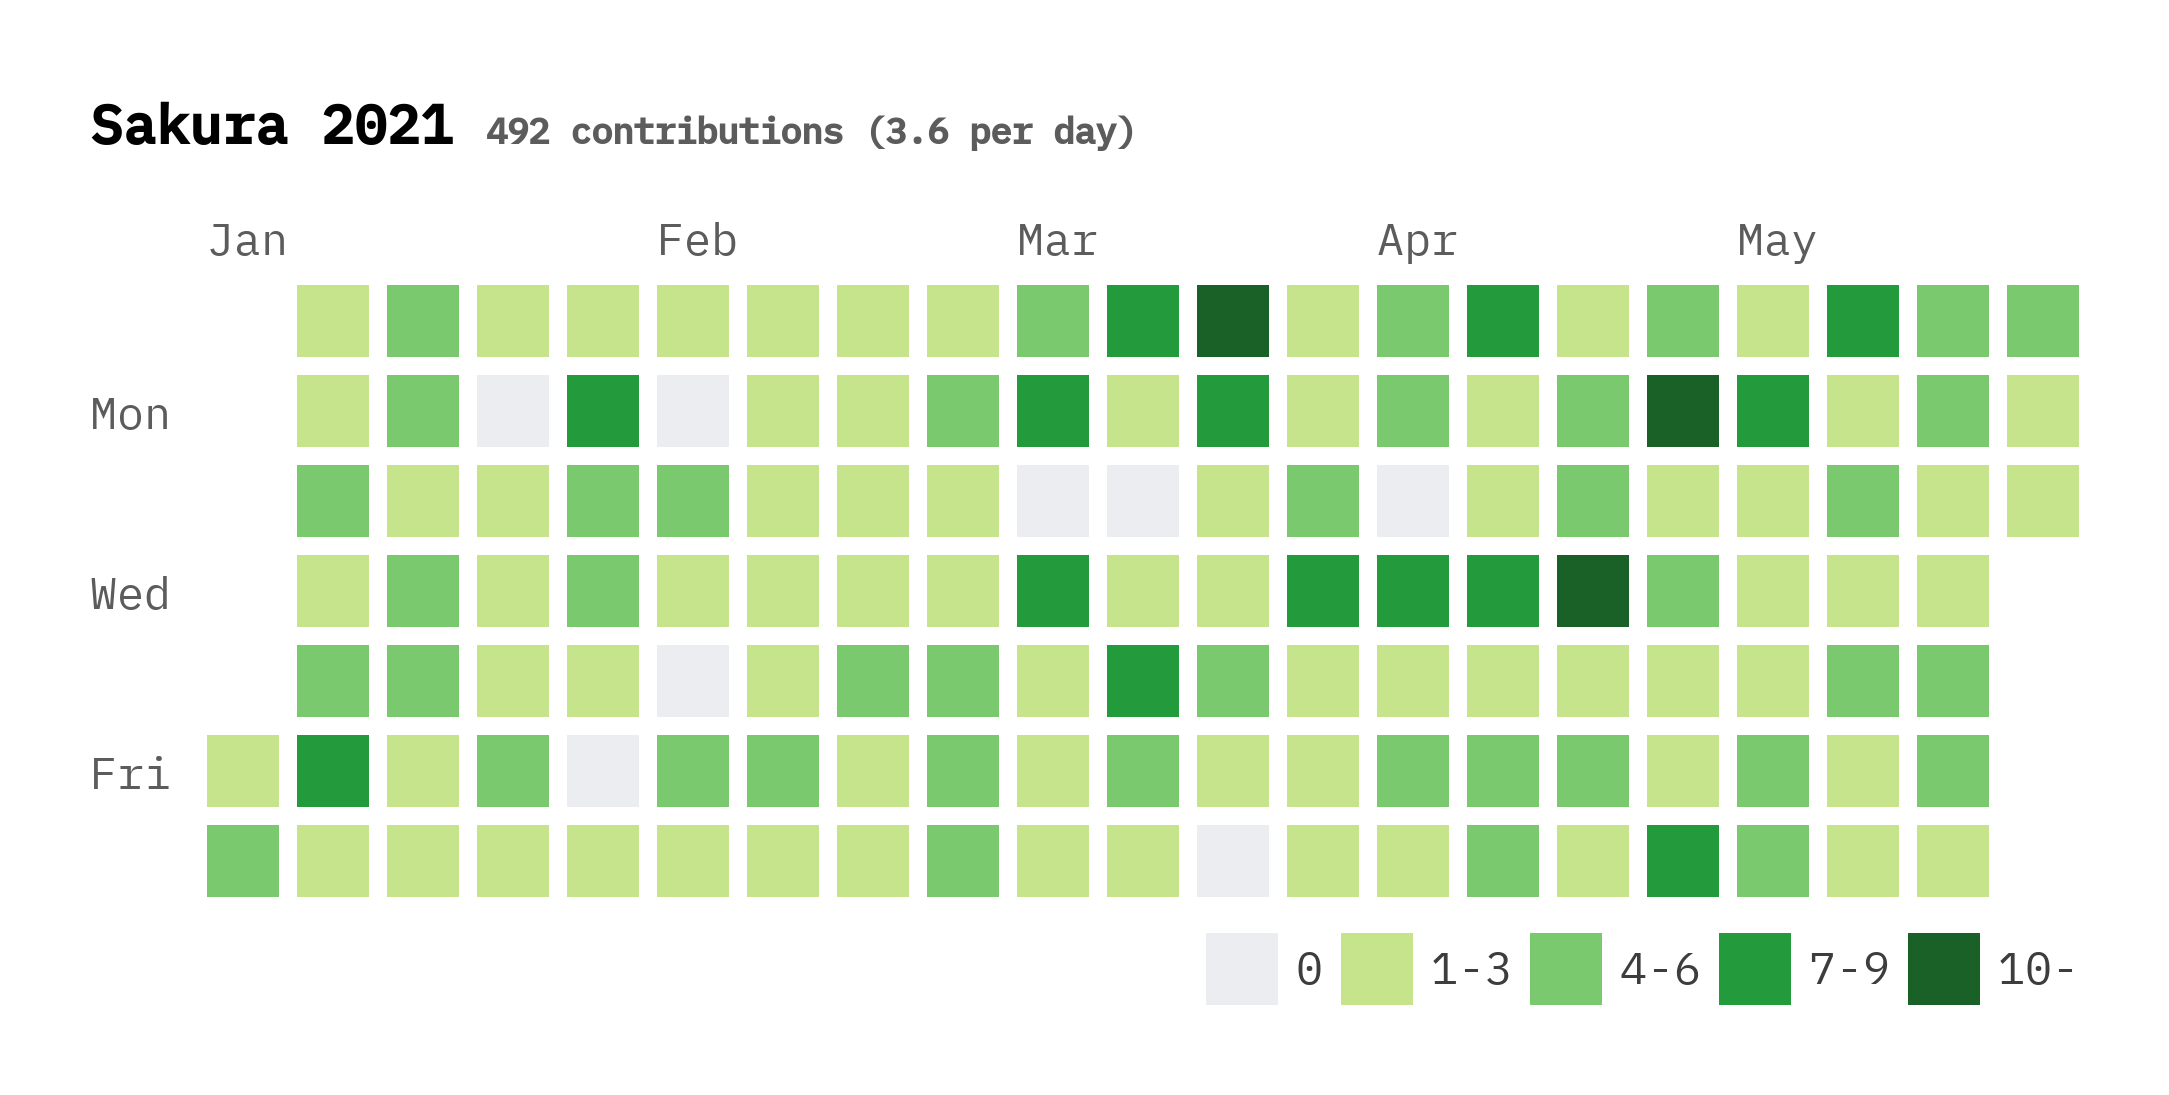 Sakura 2021 492 contributions (3.6 per day)
Jan Feb Mar Apr May
Mon
Wed
Fri
0 1-3 4-6 7-9 10-